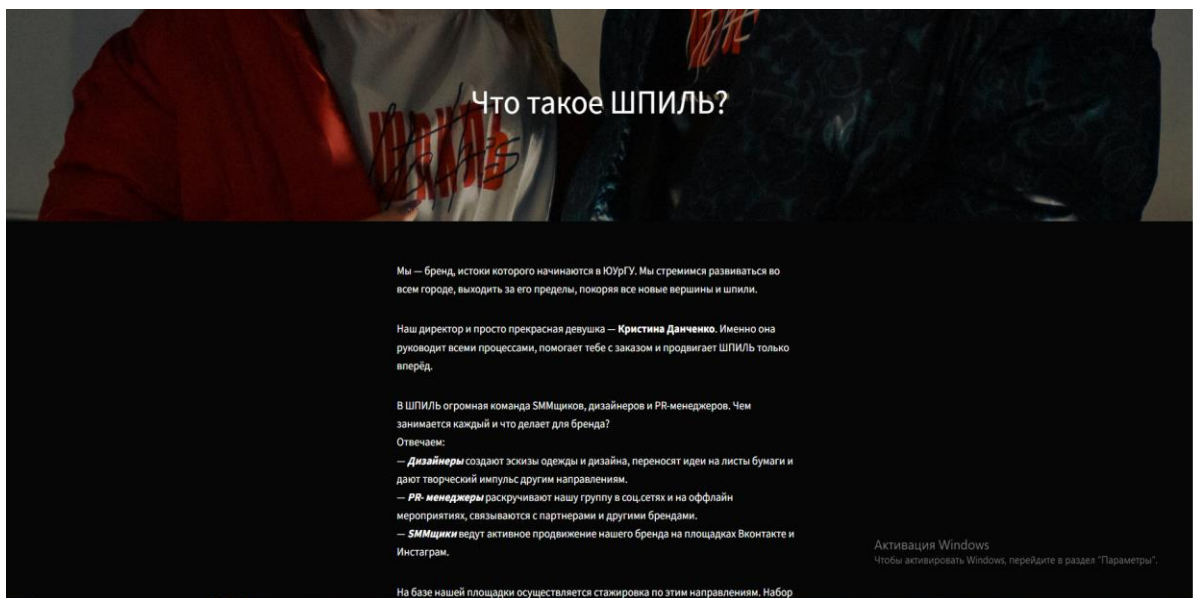 Что такое ШПИЛЬ?
ШПИЛЬ
Мы — бренд, истоки которого начинаются в ЮУрГУ. Мы стремимся развиваться во
всем городе, выходить за его пределы, покоряя все новые вершины и шпили.
Наш директор и просто прекрасная девушка — Кристина Данченко. Именно она
руководит всеми процессами, помогает тебе с заказом и продвигает ШПИЛЬ только
вперёд.
В ШПИЛЬ огромная команда SMMщиков, дизайнеров и PR-менеджеров. Чем
занимается каждый и что делает для бренда?
Отвечаем:
— Дизайнеры создают эскизы одежды и дизайна, переносят идеи на листы бумаги и
дают творческий импульс другим направлениям.
— PR- менеджеры раскручивают нашу группу в соц.сетях и на оффлайн
мероприятиях, связываются с партнерами и другими брендами.
— SMMщики ведут активное продвижение нашего бренда на площадках Вконтакте и
Инстаграм.
На базе нашей площадки осуществляется стажировка по этим направлениям. Набор
Активация Windows
Чтобы активировать Windows, перейдите в раздел "Параметры".